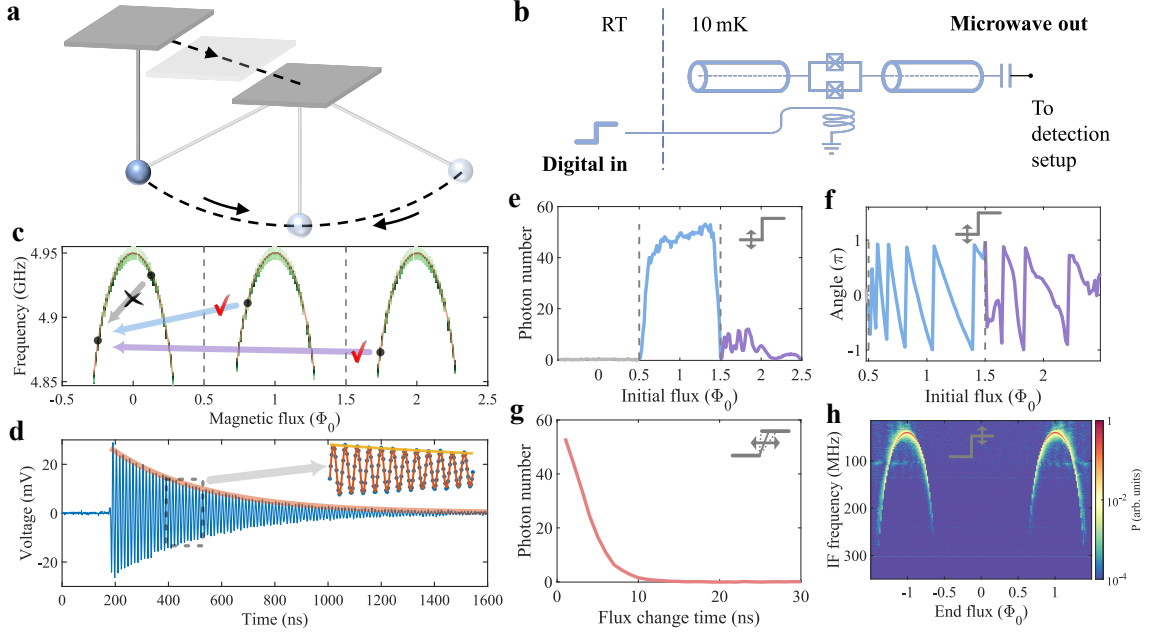 a
b
RT
10 mK
Microwave out
Digital in
To
detection
setup
c
Frequency (GHz)
4.95
4.9
4.85
-0.5
0
0.5
1
1.5
2
2.5
Magnetic flux (Φ0)
d
Voltage (mV)
20
0
-20
0
200
400
600
800
1000
1200
1400
1600
Time (ns)
e
Photon number
60
40
20
0
0
0.5
1
1.5
2
2.5
Initial flux (Φ0)
f
Angle (π)
1
0
-1
0.5
1
1.5
2
Initial flux (Φ0)
g
Photon number
60
40
20
0
0
10
20
30
Flux change time (ns)
h
IF frequency (MHz)
100
200
300
-1
-0.5
0
0.5
1
End flux (Φ0)
1
10-2
10-4
P (arb. units)